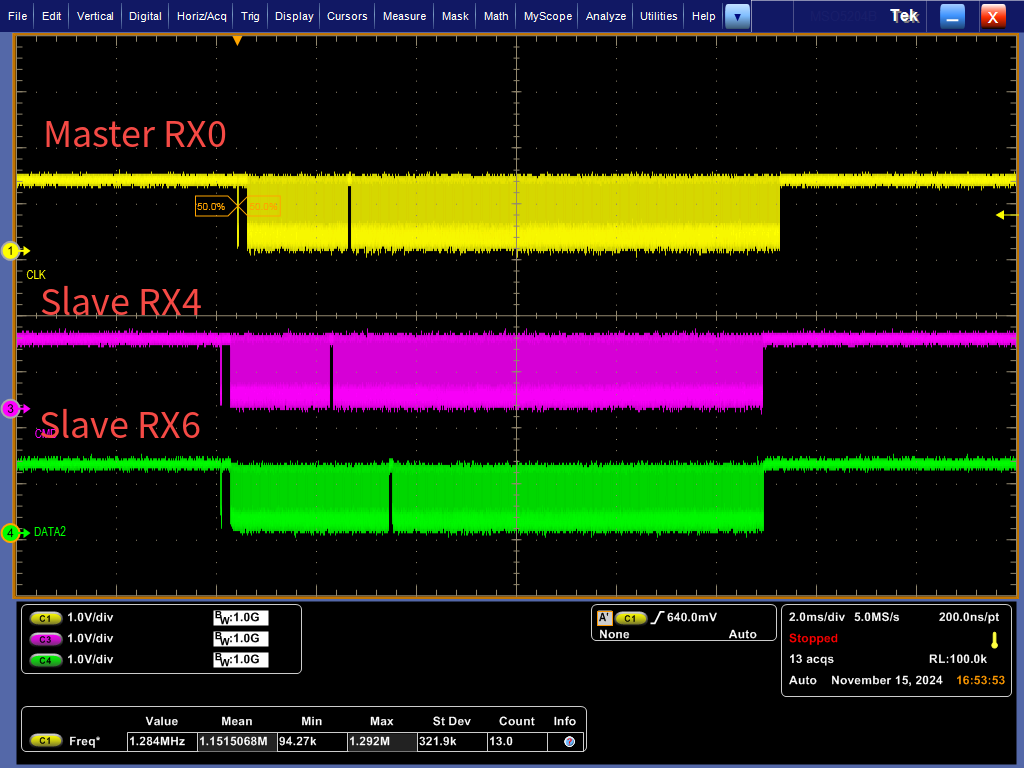 File Edit Vertical Digital Horiz/Acq Trig Display Cursors Measure Mask Math MyScope Analyze Utilities Help Tek X
Master RX0
50.0% 50.0%
1
CLK
Slave RX4
3
Slave RX6
CMD
4 DATA2
C1 1.0V/div BW:1.0G
C3 1.0V/div BW:1.0G
C4 1.0V/div BW:1.0G
A' C1 640.0mV
None Auto
2.0ms/div 5.0MS/s 200.0ns/pt
Stopped
13 acqs RL:100.0k
Auto November 15, 2024 16:53:53
Value Mean Min Max St Dev Count Info
C1 Freq* 1.284MHz 1.1515068M 94.27k 1.292M 321.9k 13.0